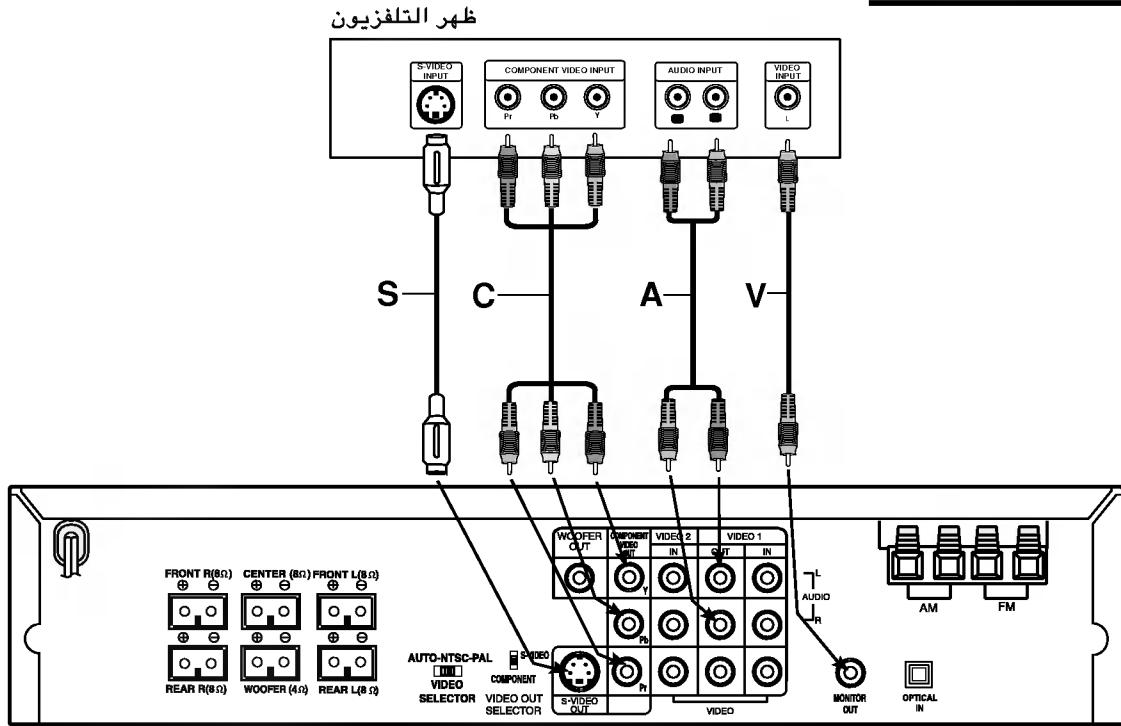 ظهر التلفزيون
S-VIDEO
INPUT
COMPONENT VIDEO INPUT
Pr
Pb
Y
AUDIO INPUT
VIDEO
INPUT
L
S
C
A
V
WOOFER
OUT
COMPONENT
VIDEO
OUT
VIDEO 2
IN
VIDEO 1
OUT
IN
Y
Pb
Pr
L
AUDIO
R
AM
FM
FRONT R(8Ω)
CENTER (8Ω)
FRONT L(8Ω)
⊕ ⊖
⊕ ⊖
⊕ ⊖
⊕ ⊖
⊕ ⊖
⊕ ⊖
REAR R(8Ω)
WOOFER (4Ω)
REAR L(8Ω)
AUTO-NTSC-PAL
VIDEO
SELECTOR
S-VIDEO
COMPONENT
VIDEO OUT
SELECTOR
S-VIDEO
OUT
VIDEO
MONITOR
OUT
OPTICAL
IN